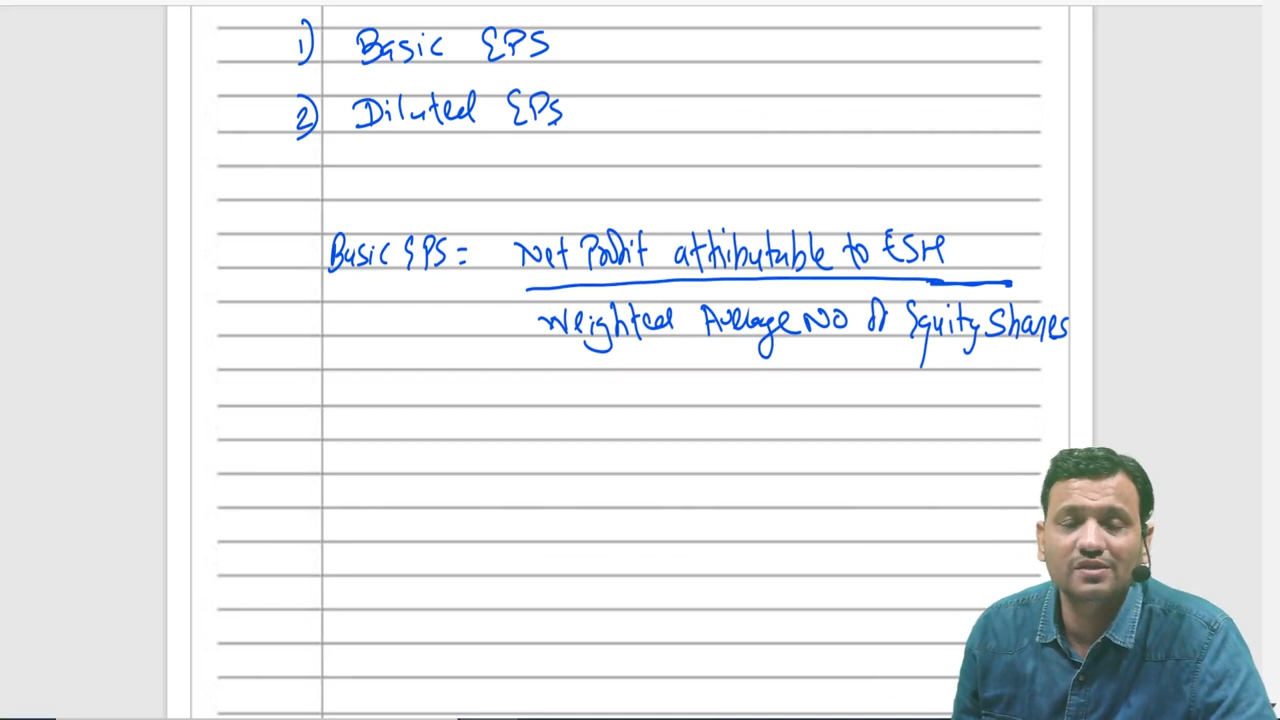 1) Basic EPS
2) Diluted EPS
Basic EPS = Net Profit attributable to ESH
Weighted Average No of Equity Shares